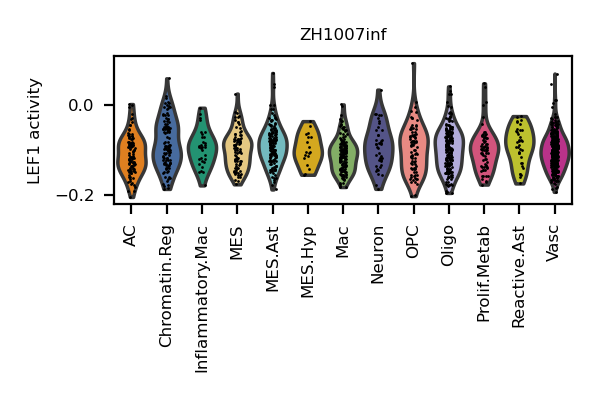 ZH1007inf
LEF1 activity
0.0
−0.2
AC
Chromatin.Reg
Inflammatory.Mac
MES
MES.Ast
MES.Hyp
Mac
Neuron
OPC
Oligo
Prolif.Metab
Reactive.Ast
Vasc